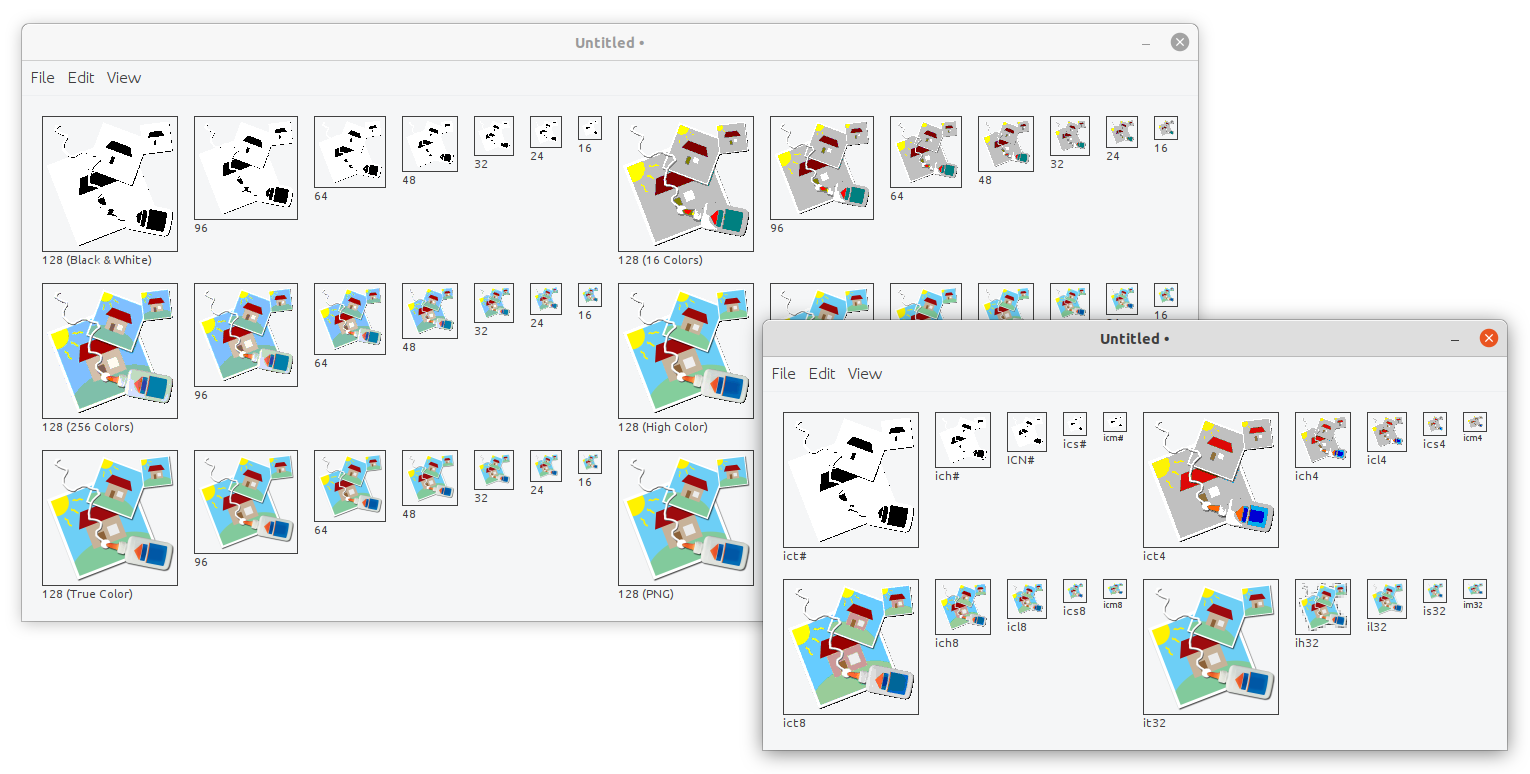 Untitled •
File Edit View
128 (Black & White)
96
64
48
32
24
16
128 (16 Colors)
96
64
48
32
24
16
128 (256 Colors)
96
64
48
32
24
16
128 (High Color)
16
128 (True Color)
96
64
48
32
24
16
128 (PNG)
Untitled •
File Edit View
ict#
ich#
ICN#
ics#
icm#
ict4
ich4
icl4
ics4
icm4
ict8
ich8
icl8
ics8
icm8
it32
ih32
il32
is32
im32